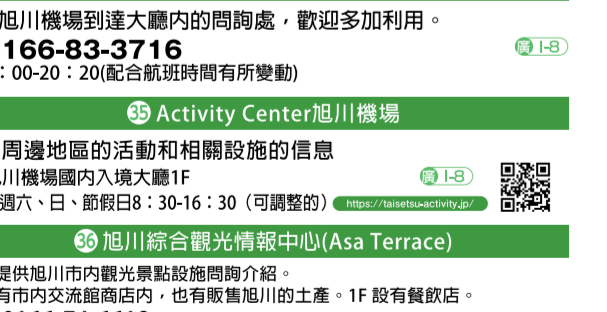 旭川機場到達大廳内的問詢處，歡迎多加利用。
166-83-3716
廣 I-8
：00-20：20(配合航班時間有所變動)
35 Activity Center旭川機場
周邊地區的活動和相關設施的信息
川機場國内入境大廳1F
廣 I-8
週六、日、節假日8：30-16：30（可調整的）
https://taisetsu-activity.jp/
36 旭川綜合觀光情報中心(Asa Terrace)
提供旭川市内觀光景點設施問詢介紹。
有市内交流館商店内，也有販售旭川的土產。1F 設有餐飲店。